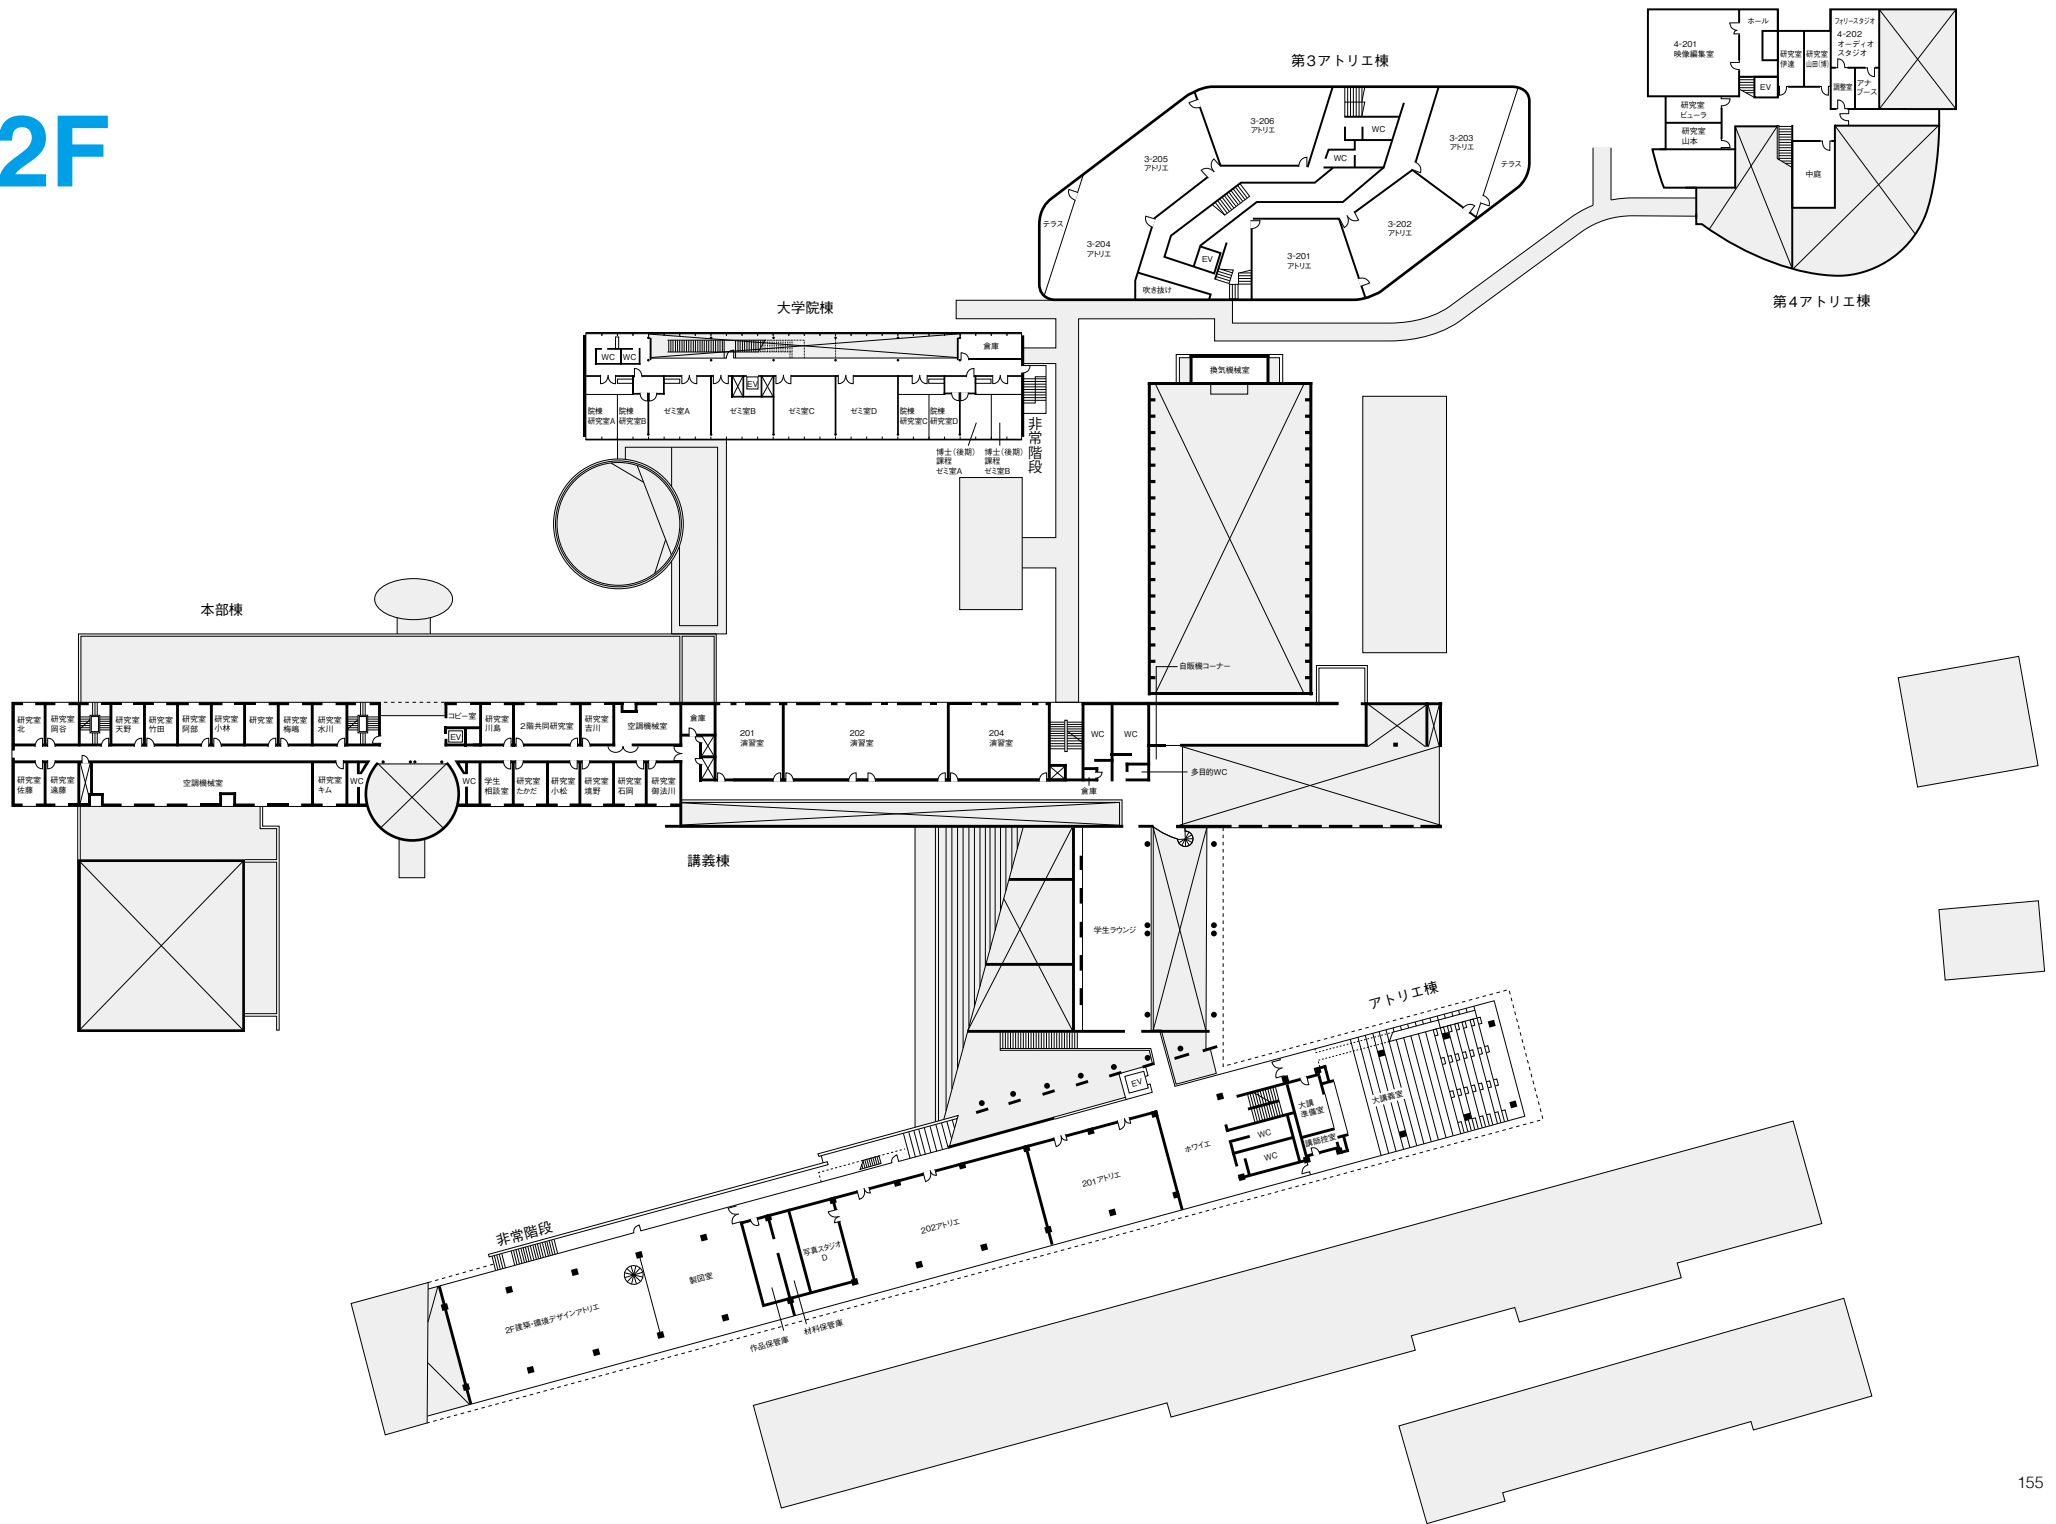 2F
第3アトリエ棟
3-206
アトリエ
WC
WC
3-205
アトリエ
3-203
アトリエ
テラス
テラス
3-204
アトリエ
3-202
アトリエ
3-201
アトリエ
EV
吹き抜け
4-201
映像編集室
ホール
EV
研究室
伊達
研究室
山田(博)
フォリースタジオ
4-202
オーディオ
スタジオ
調整室
アナ
ブース
研究室
ビューラ
研究室
山本
中庭
第4アトリエ棟
大学院棟
WC
WC
倉庫
EV
院棟
研究室A
院棟
研究室B
ゼミ室A
ゼミ室B
ゼミ室C
ゼミ室D
院棟
研究室C
院棟
研究室D
博士(後期)
課程
ゼミ室A
博士(後期)
課程
ゼミ室B
非常階段
換気機械室
自販機コーナー
本部棟
研究室
北
研究室
岡谷
研究室
天野
研究室
竹田
研究室
阿部
研究室
小林
研究室
研究室
梅嶋
研究室
水川
コピー室
EV
研究室
川島
2階共同研究室
研究室
吉川
空調機械室
倉庫
201
演習室
202
演習室
204
演習室
WC
WC
研究室
佐藤
研究室
遠藤
空調機械室
研究室
キム
WC
WC
学生
相談室
研究室
たかだ
研究室
小松
研究室
境野
研究室
石岡
研究室
御法川
倉庫
多目的WC
講義棟
学生ラウンジ
アトリエ棟
EV
大講義室
大講
準備室
講師控室
WC
WC
ホワイエ
201アトリエ
202アトリエ
写真スタジオ
D
製図室
2F建築・環境デザインアトリエ
非常階段
作品保管庫
材料保管庫
155